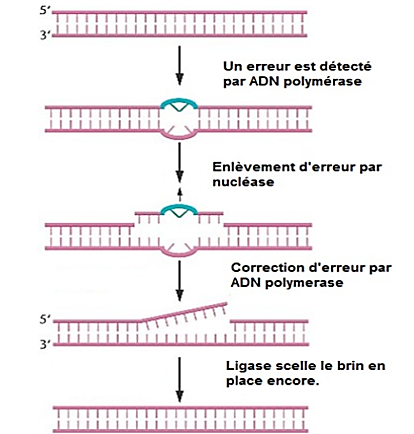 5'
3'
Un erreur est détecté
par ADN polymérase
Enlèvement d'erreur par
nucléase
Correction d'erreur par
ADN polymerase
5'
3'
Ligase scelle le brin en
place encore.